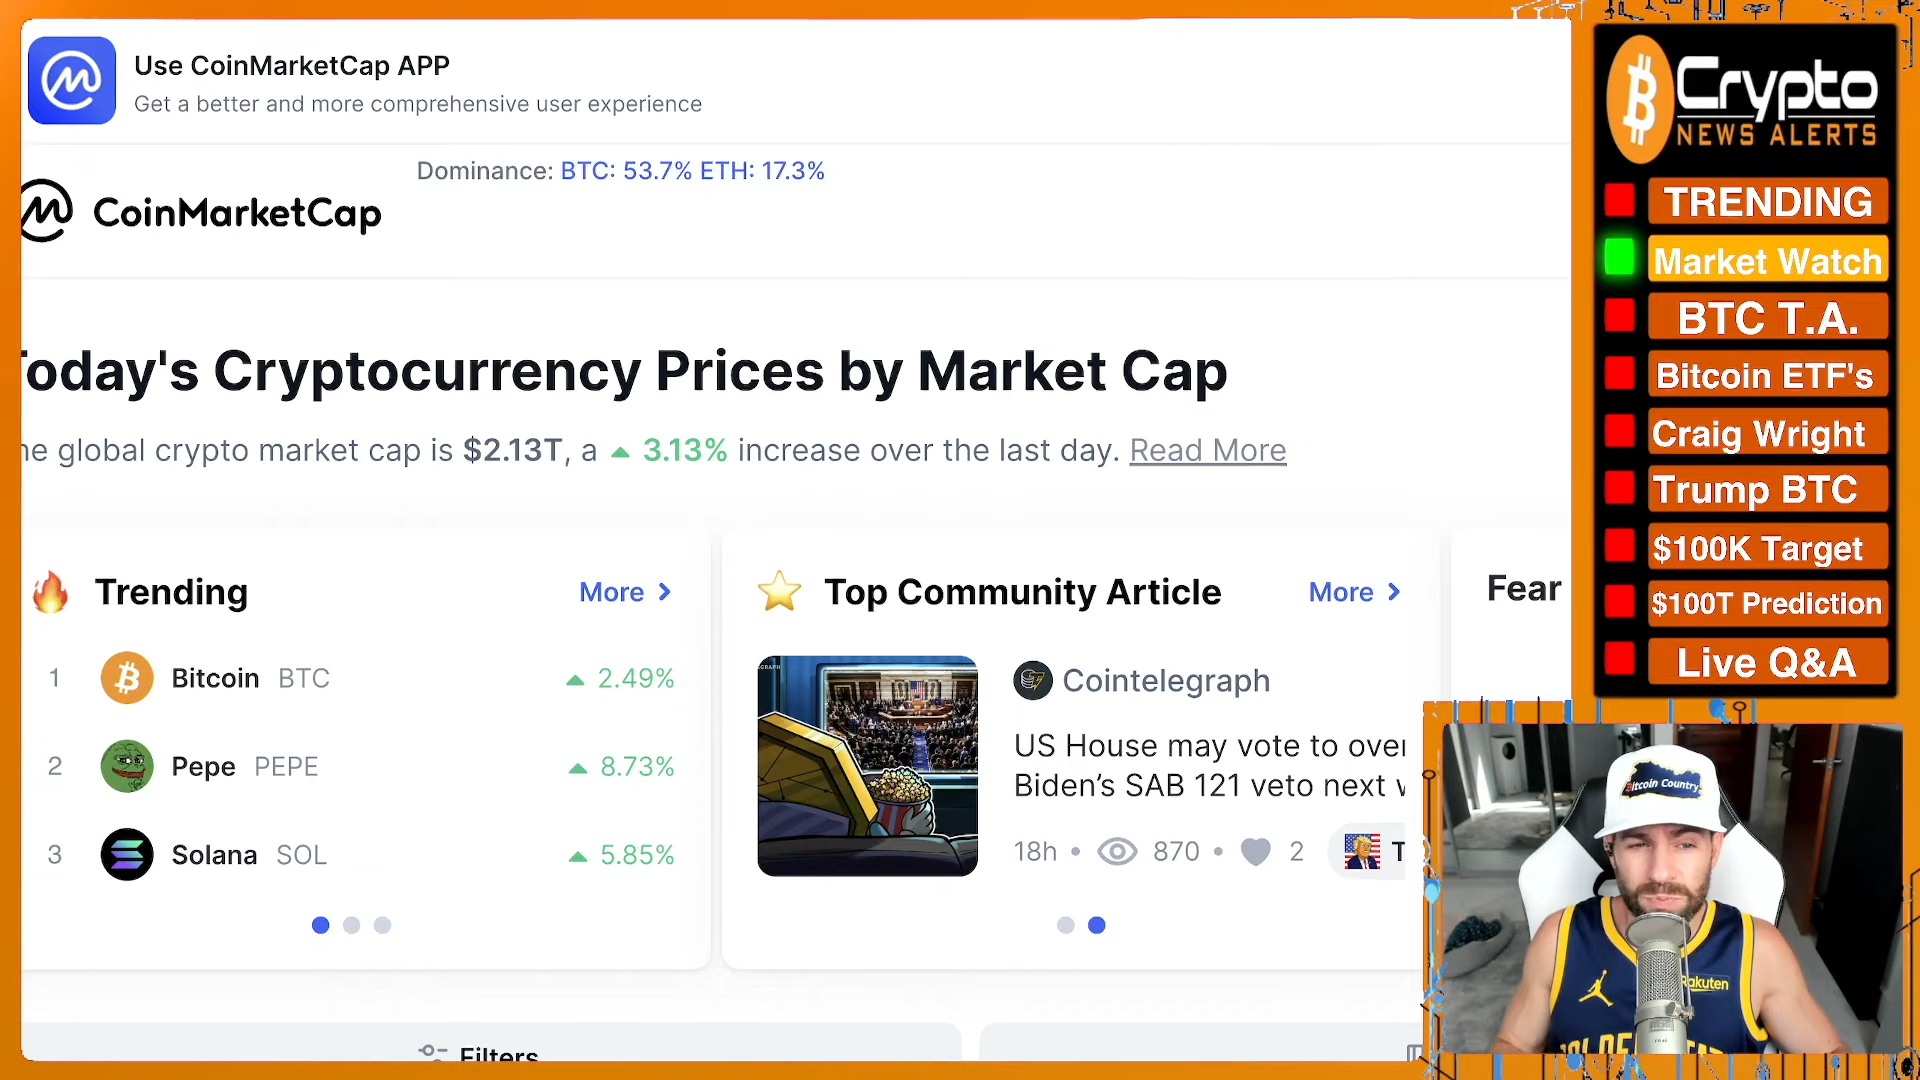 Use CoinMarketCap APP
Get a better and more comprehensive user experience
Dominance: BTC: 53.7% ETH: 17.3%
CoinMarketCap
oday's Cryptocurrency Prices by Market Cap
he global crypto market cap is $2.13T, a 3.13% increase over the last day. Read More
Trending
More
1 Bitcoin BTC 2.49%
2 Pepe PEPE 8.73%
3 Solana SOL 5.85%
Top Community Article
More
Cointelegraph
US House may vote to over
Biden's SAB 121 veto next
18h • 870 • 2 T
Fear
Filters
Crypto
NEWS ALERTS
TRENDING
Market Watch
BTC T.A.
Bitcoin ETF's
Craig Wright
Trump BTC
$100K Target
$100T Prediction
Live Q&A
Bitcoin Country
Rakuten